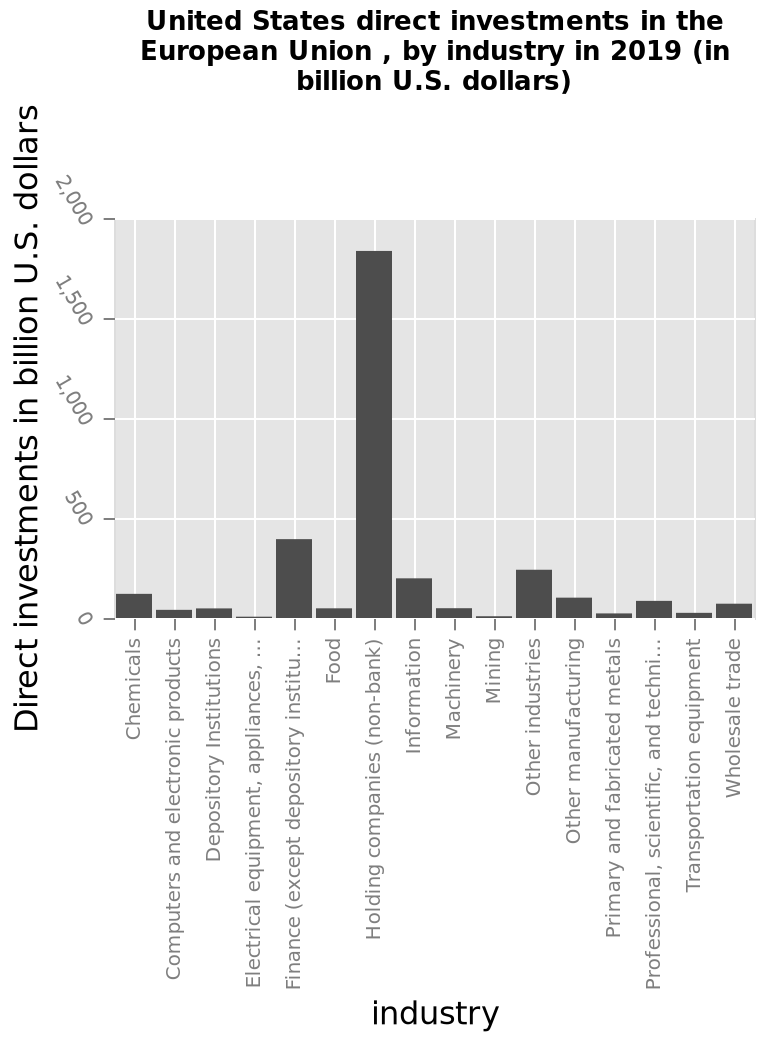 United States direct investments in the
European Union , by industry in 2019 (in
billion U.S. dollars)
Direct investments in billion U.S. dollars
2,000
1,500
1,000
500
0
Chemicals
Computers and electronic products
Depository Institutions
Electrical equipment, appliances, ...
Finance (except depository institu...
Food
Holding companies (non-bank)
Information
Machinery
Mining
Other industries
Other manufacturing
Primary and fabricated metals
Professional, scientific, and techni...
Transportation equipment
Wholesale trade
industry